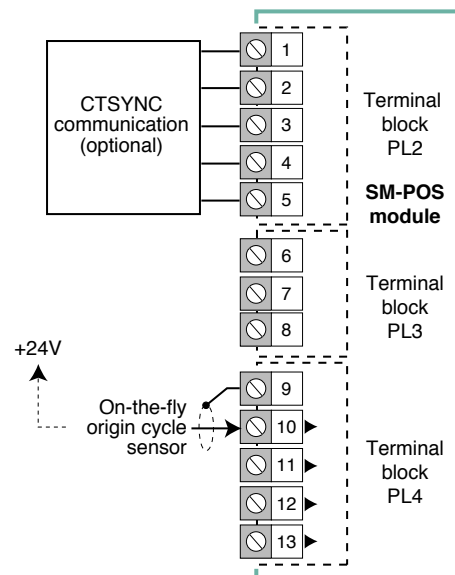 CTSYNC
communication
(optional)
1
2
3
4
5
Terminal
block
PL2
SM-POS
module
6
7
8
Terminal
block
PL3
+24V
On-the-fly
origin cycle
sensor
9
10
11
12
13
Terminal
block
PL4